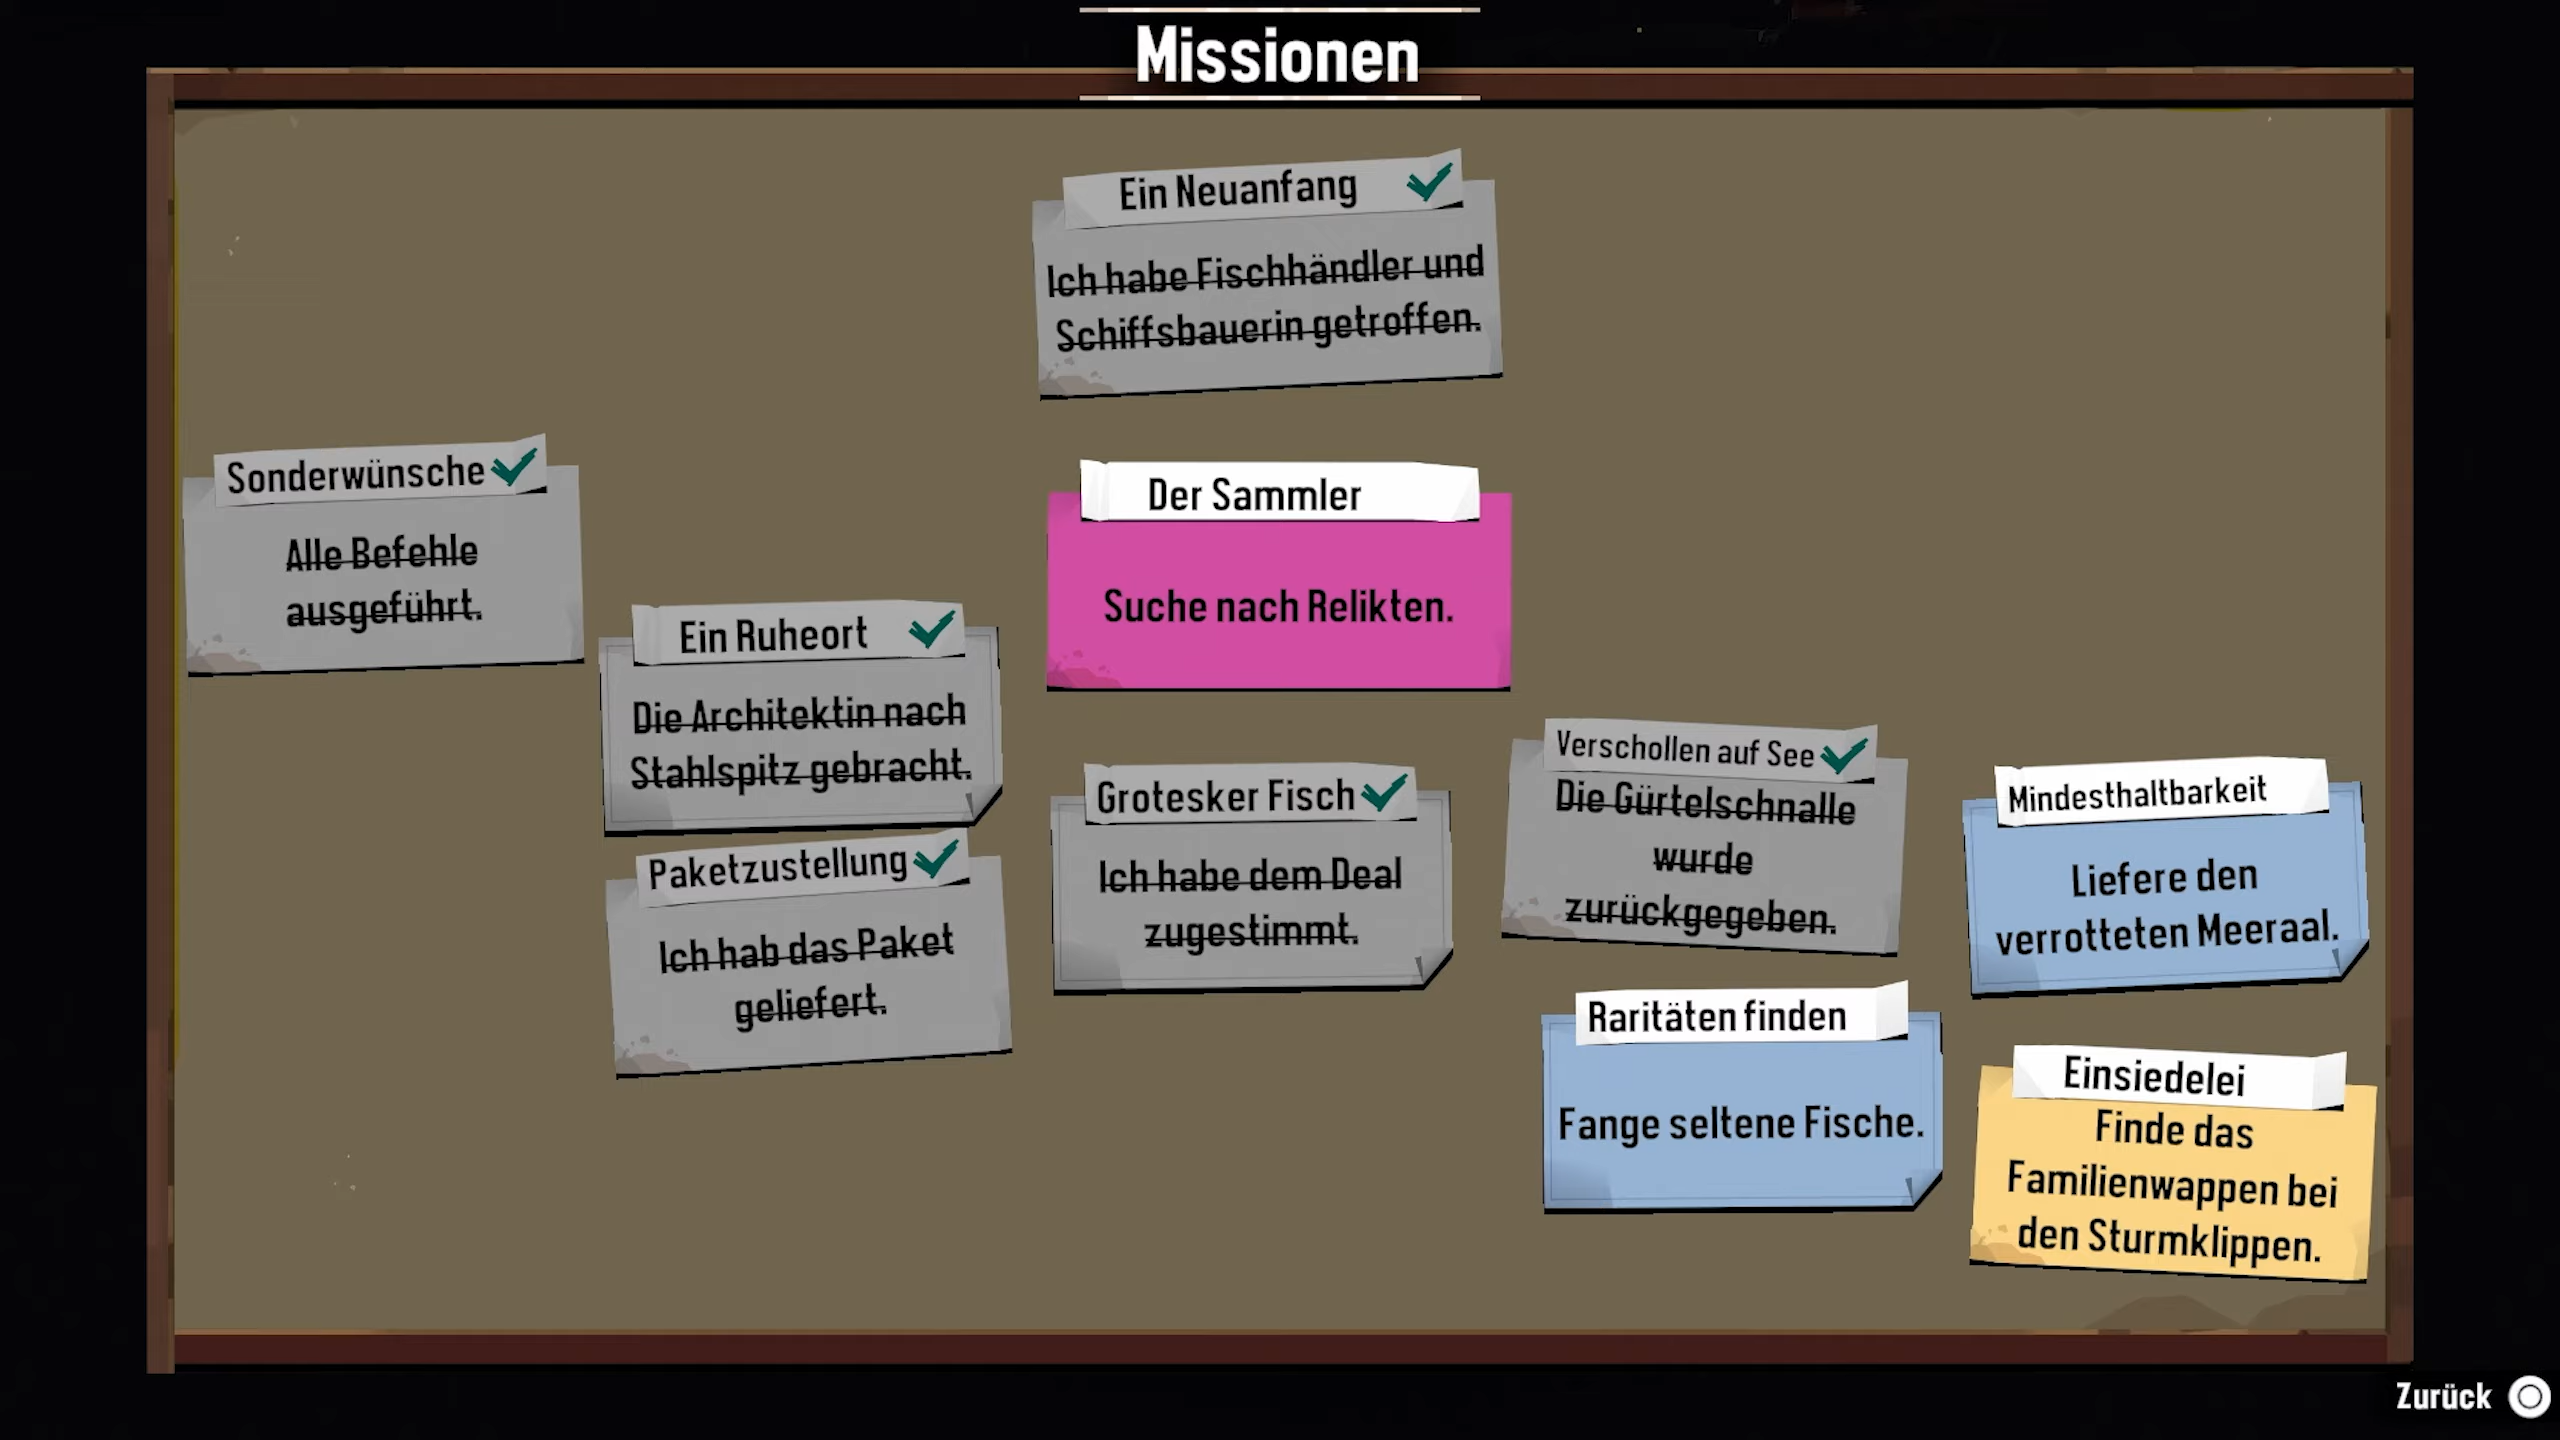 Missionen
Ein Neuanfang
Ich habe Fischhändler und
Schiffsbauerin getroffen.
Sonderwünsche
Alle Befehle
ausgeführt.
Der Sammler
Suche nach Relikten.
Ein Ruheort
Die Architektin nach
Stahlspitz gebracht.
Paketzustellung
Ich hab das Paket
geliefert.
Grotesker Fisch
Ich habe dem Deal
zugestimmt.
Verschollen auf See
Die Gürtelschnalle
wurde
zurückgegeben.
Mindesthaltbarkeit
Liefere den
verrotteten Meeraal.
Raritäten finden
Fange seltene Fische.
Einsiedelei
Finde das
Familienwappen bei
den Sturmklippen.
Zurück